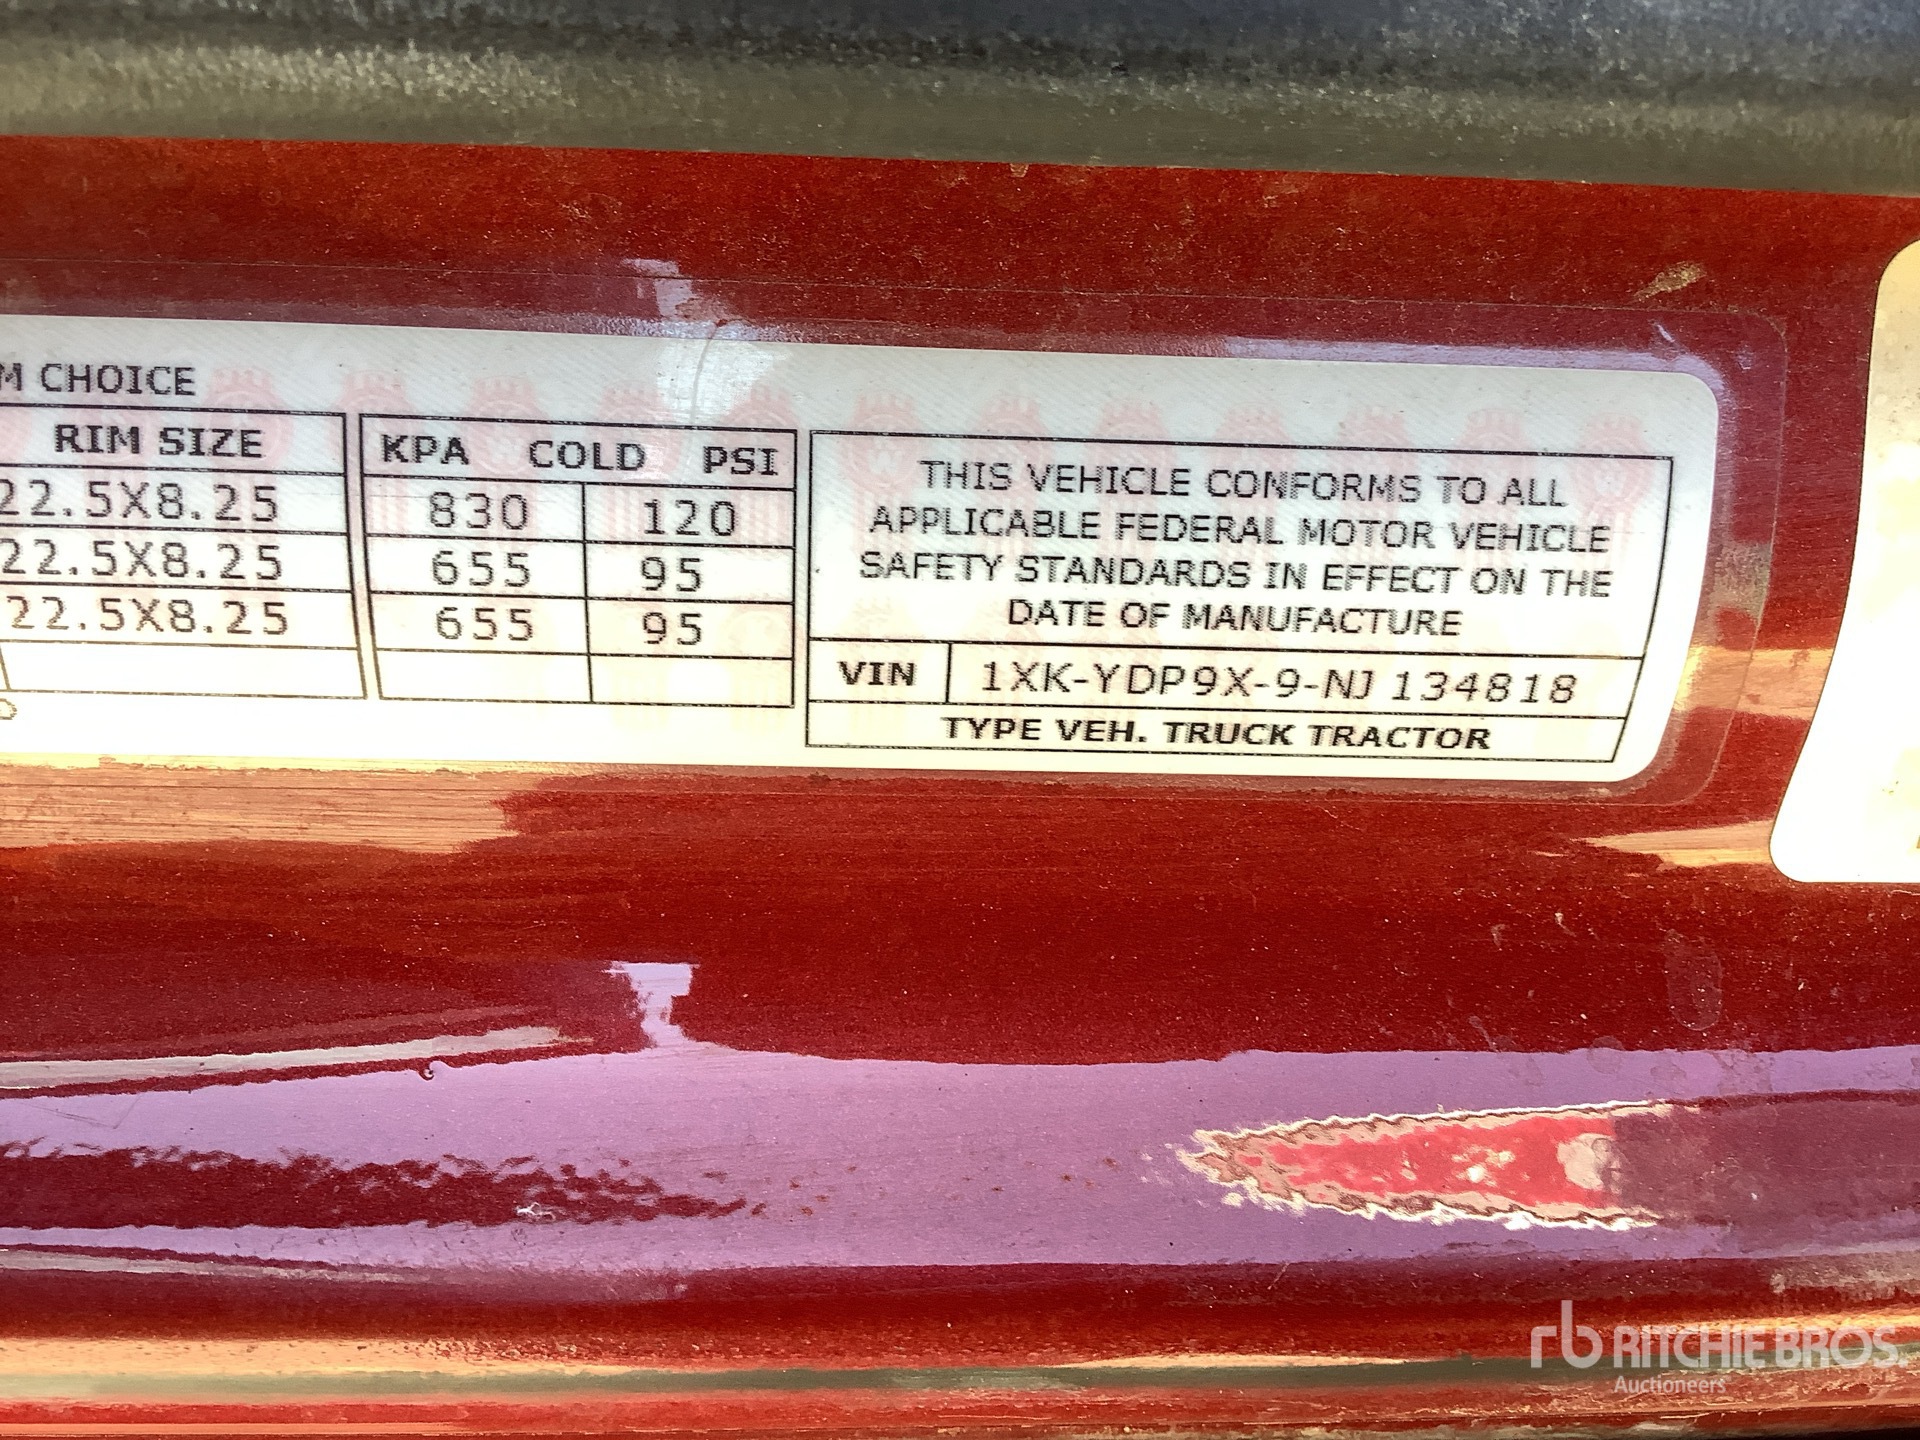 M CHOICE
RIM SIZE
22.5X8.25
22.5X8.25
22.5X8.25
KPA COLD PSI
830 120
655 95
655 95
THIS VEHICLE CONFORMS TO ALL
APPLICABLE FEDERAL MOTOR VEHICLE
SAFETY STANDARDS IN EFFECT ON THE
DATE OF MANUFACTURE
VIN 1XK-YDP9X-9-NJ 134818
TYPE VEH. TRUCK TRACTOR
rb RITCHIE BROS.
Auctioneers